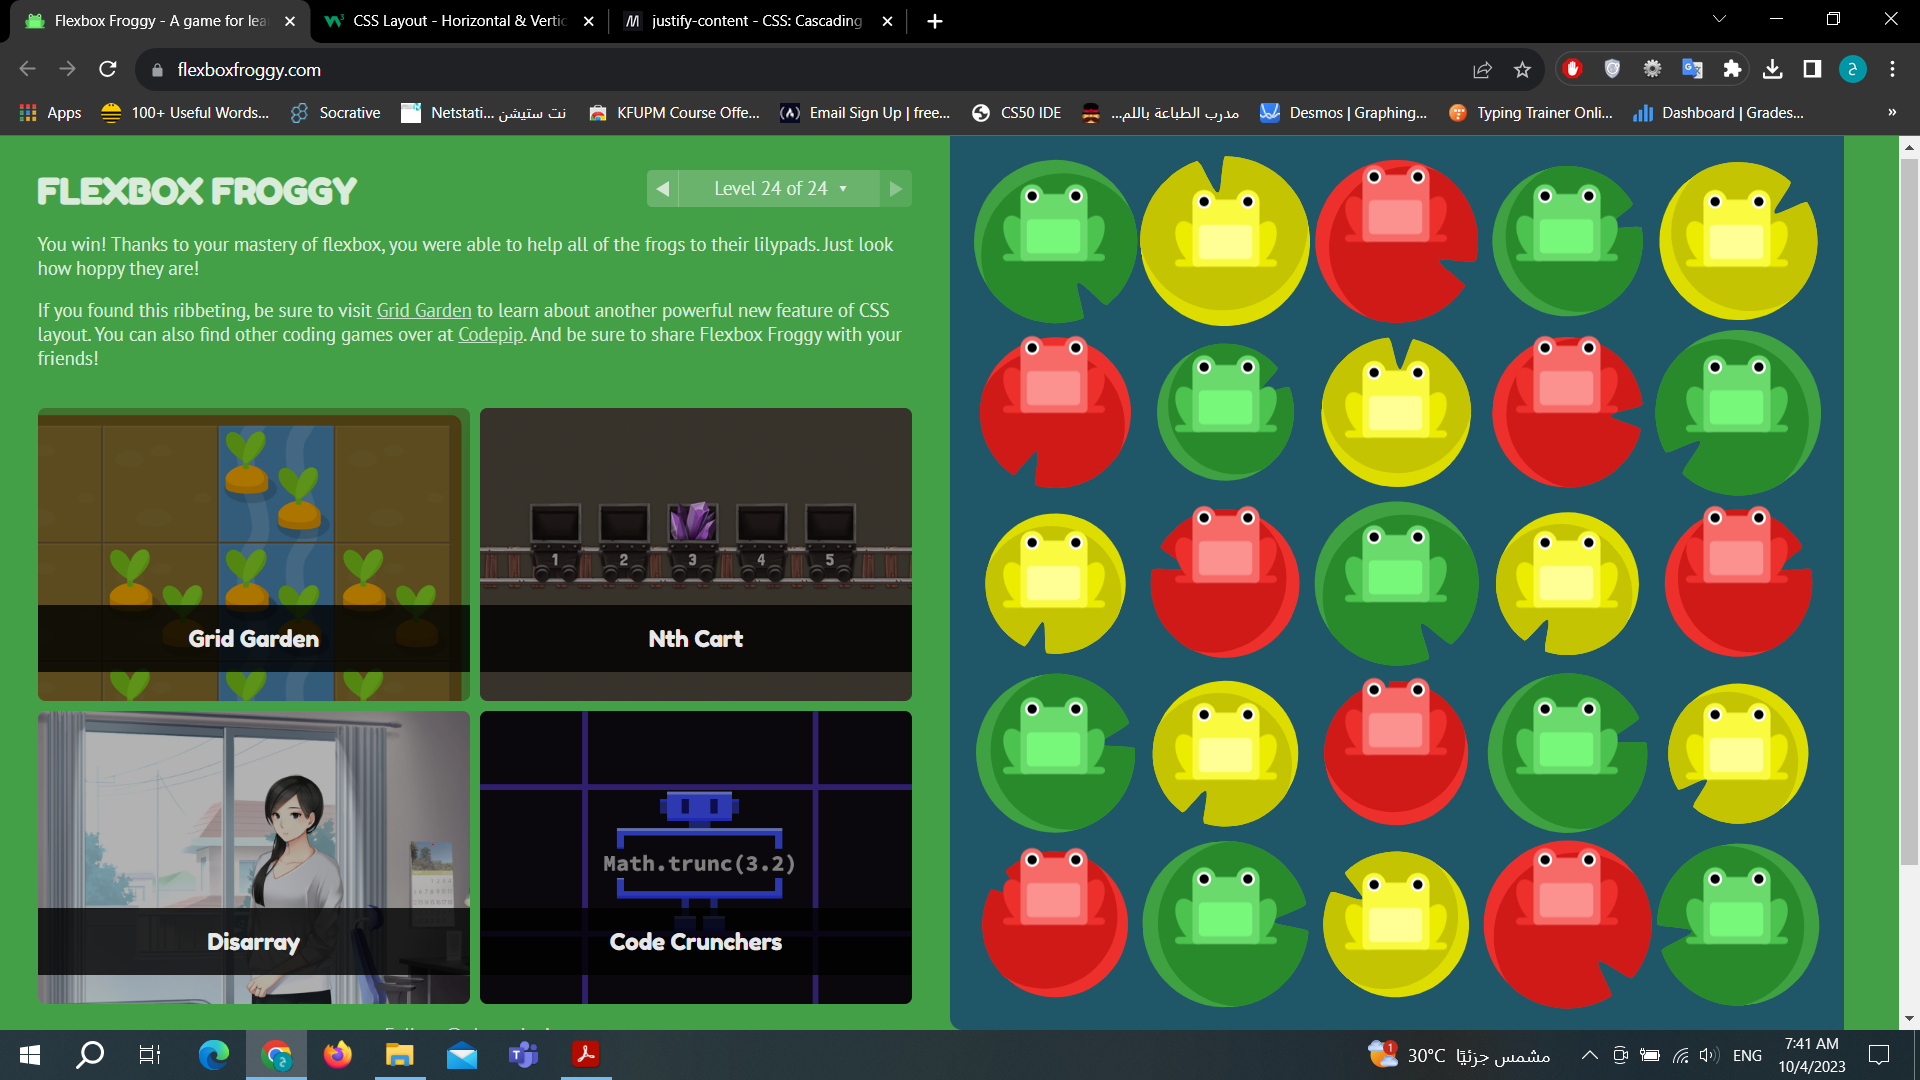 Flexbox Froggy - A game for lea
CSS Layout - Horizontal & Vertic
justify-content - CSS: Cascading
flexboxfroggy.com
Apps
100+ Useful Words...
Socrative
Netstati... نت ستيشن
KFUPM Course Offe...
Email Sign Up | free...
CS50 IDE
مدرب الطباعة باللم...
Desmos | Graphing...
Typing Trainer Onli...
Dashboard | Grades...
»
FLEXBOX FROGGY
Level 24 of 24
You win! Thanks to your mastery of flexbox, you were able to help all of the frogs to their lilypads. Just look
how hoppy they are!
If you found this ribbeting, be sure to visit Grid Garden to learn about another powerful new feature of CSS
layout. You can also find other coding games over at Codepip. And be sure to share Flexbox Froggy with your
friends!
1 2 3 4 5
Grid Garden
Nth Cart
Math.trunc(3.2)
Disarray
Code Crunchers
1
30°C مشمس جزئيًا
ENG
7:41 AM
10/4/2023